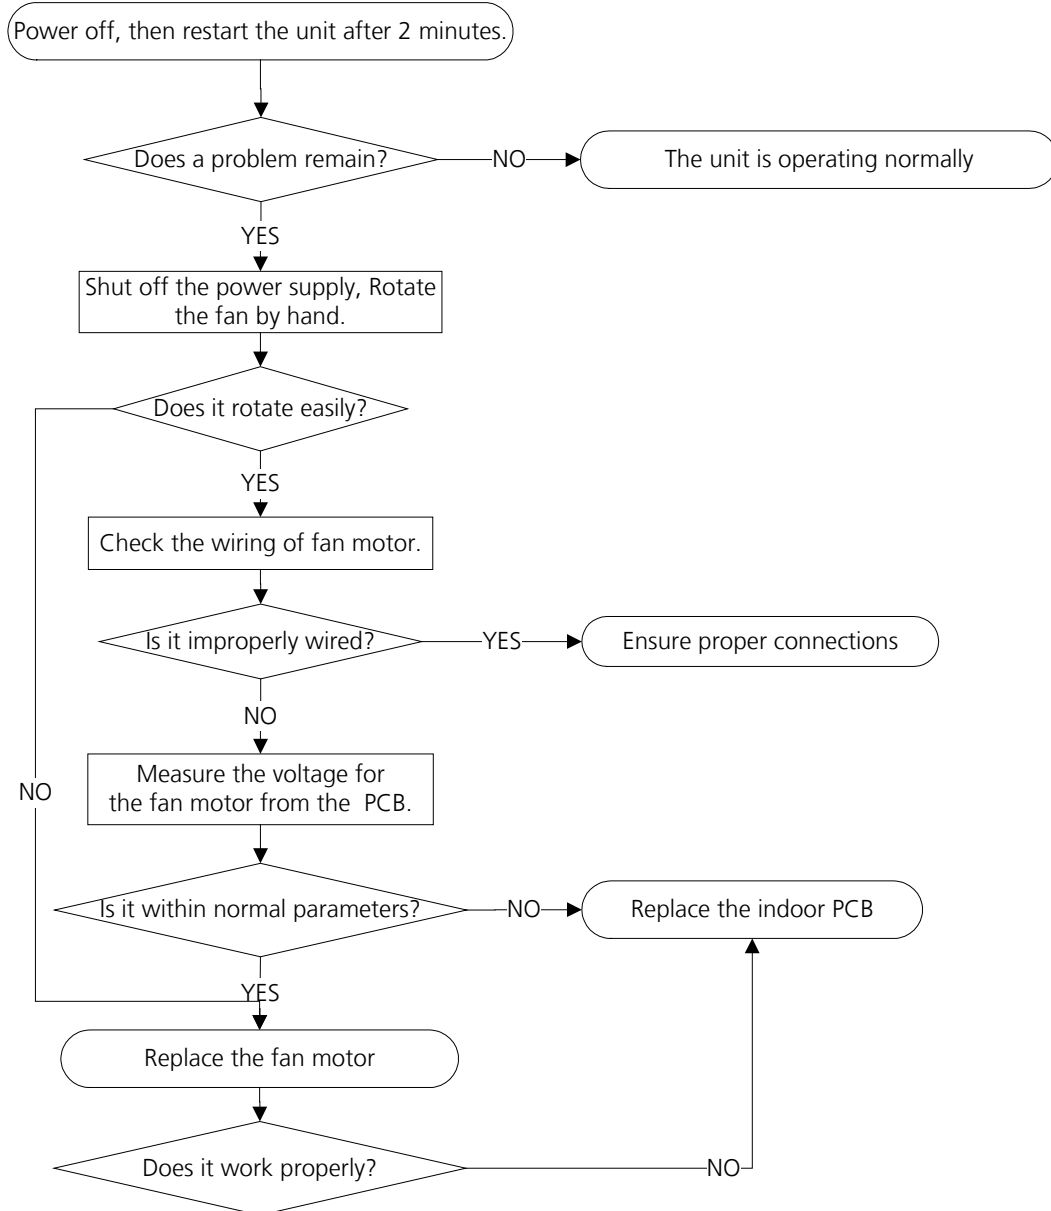 Power off, then restart the unit after 2 minutes.
Does a problem remain?
NO
The unit is operating normally
YES
Shut off the power supply, Rotate
the fan by hand.
Does it rotate easily?
YES
Check the wiring of fan motor.
Is it improperly wired?
YES
Ensure proper connections
NO
Measure the voltage for
the fan motor from the PCB.
NO
Is it within normal parameters?
NO
Replace the indoor PCB
YES
Replace the fan motor
Does it work properly?
NO